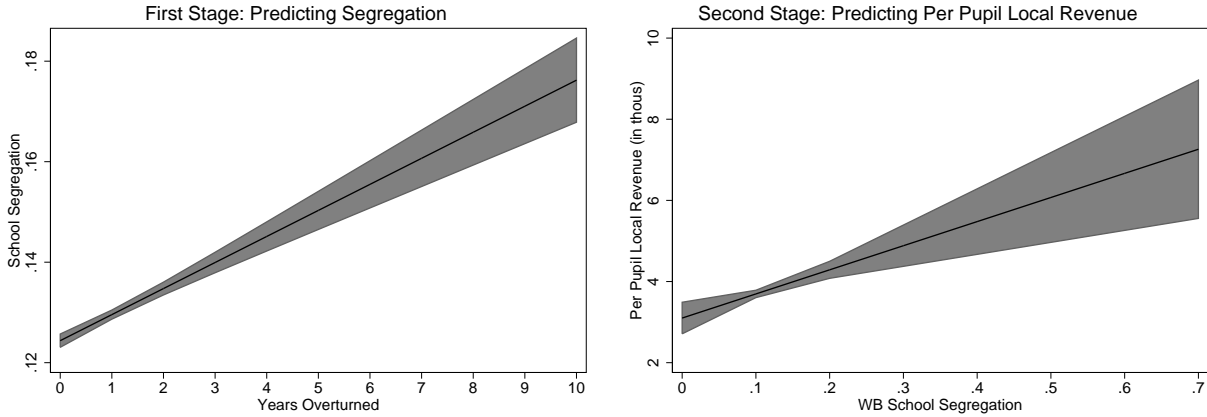 First Stage: Predicting Segregation
School Segregation
.18
.16
.14
.12
0 1 2 3 4 5 6 7 8 9 10
Years Overturned
Second Stage: Predicting Per Pupil Local Revenue
Per Pupil Local Revenue (in thous)
10
8
6
4
2
0 .1 .2 .3 .4 .5 .6 .7
WB School Segregation